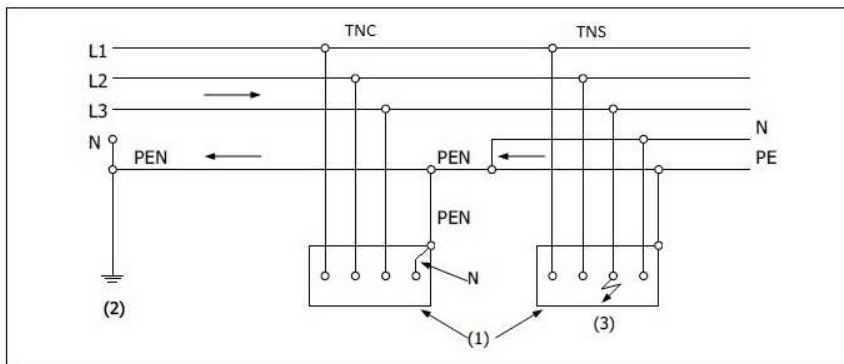 TNC TNS
L1
L2
L3
N N
PEN PEN PE
PEN
N
(2) (1) (3)